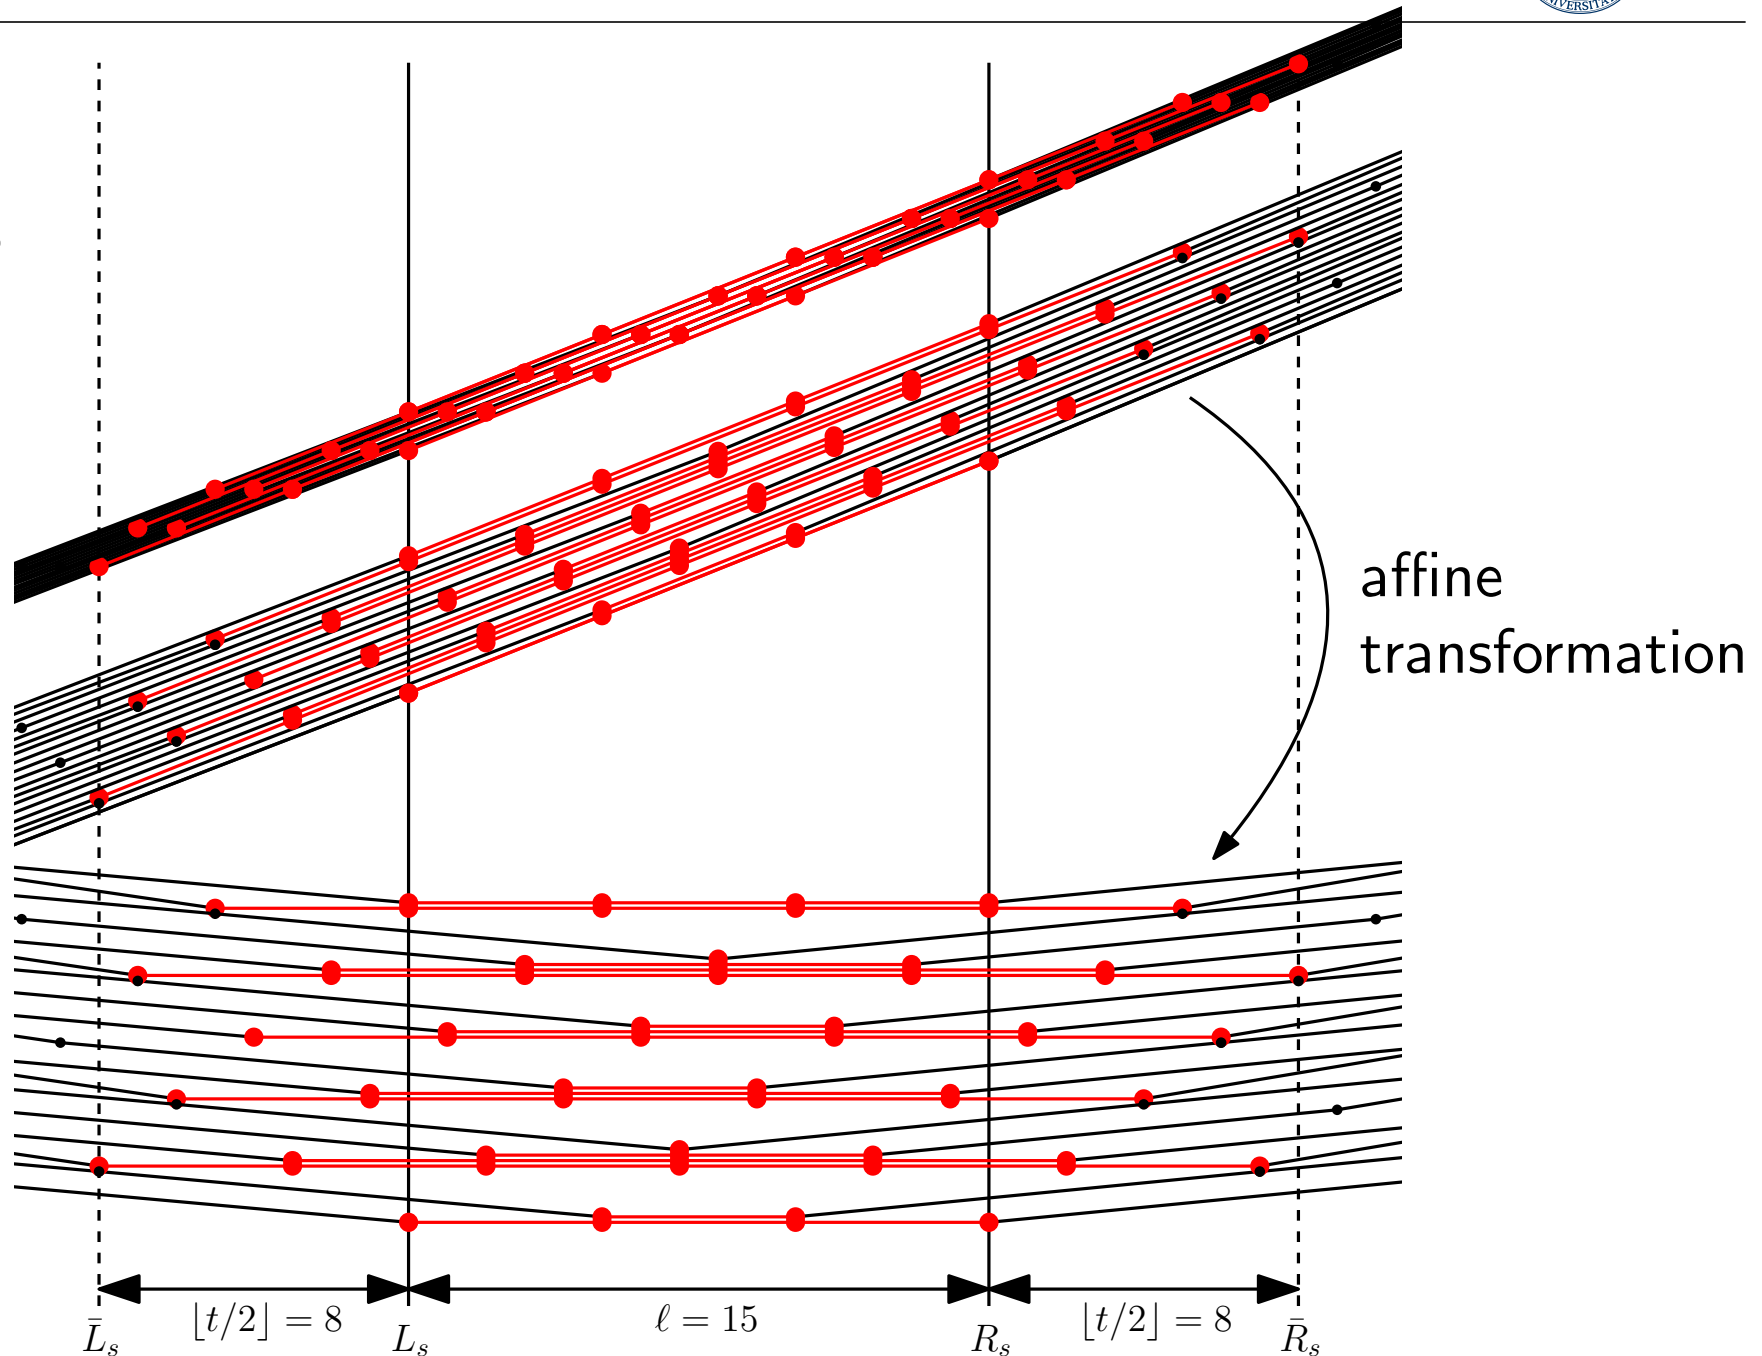 affine
transformation
⌊t/2⌋ = 8
ℓ = 15
⌊t/2⌋ = 8
L̄ₛ
Lₛ
Rₛ
R̄ₛ